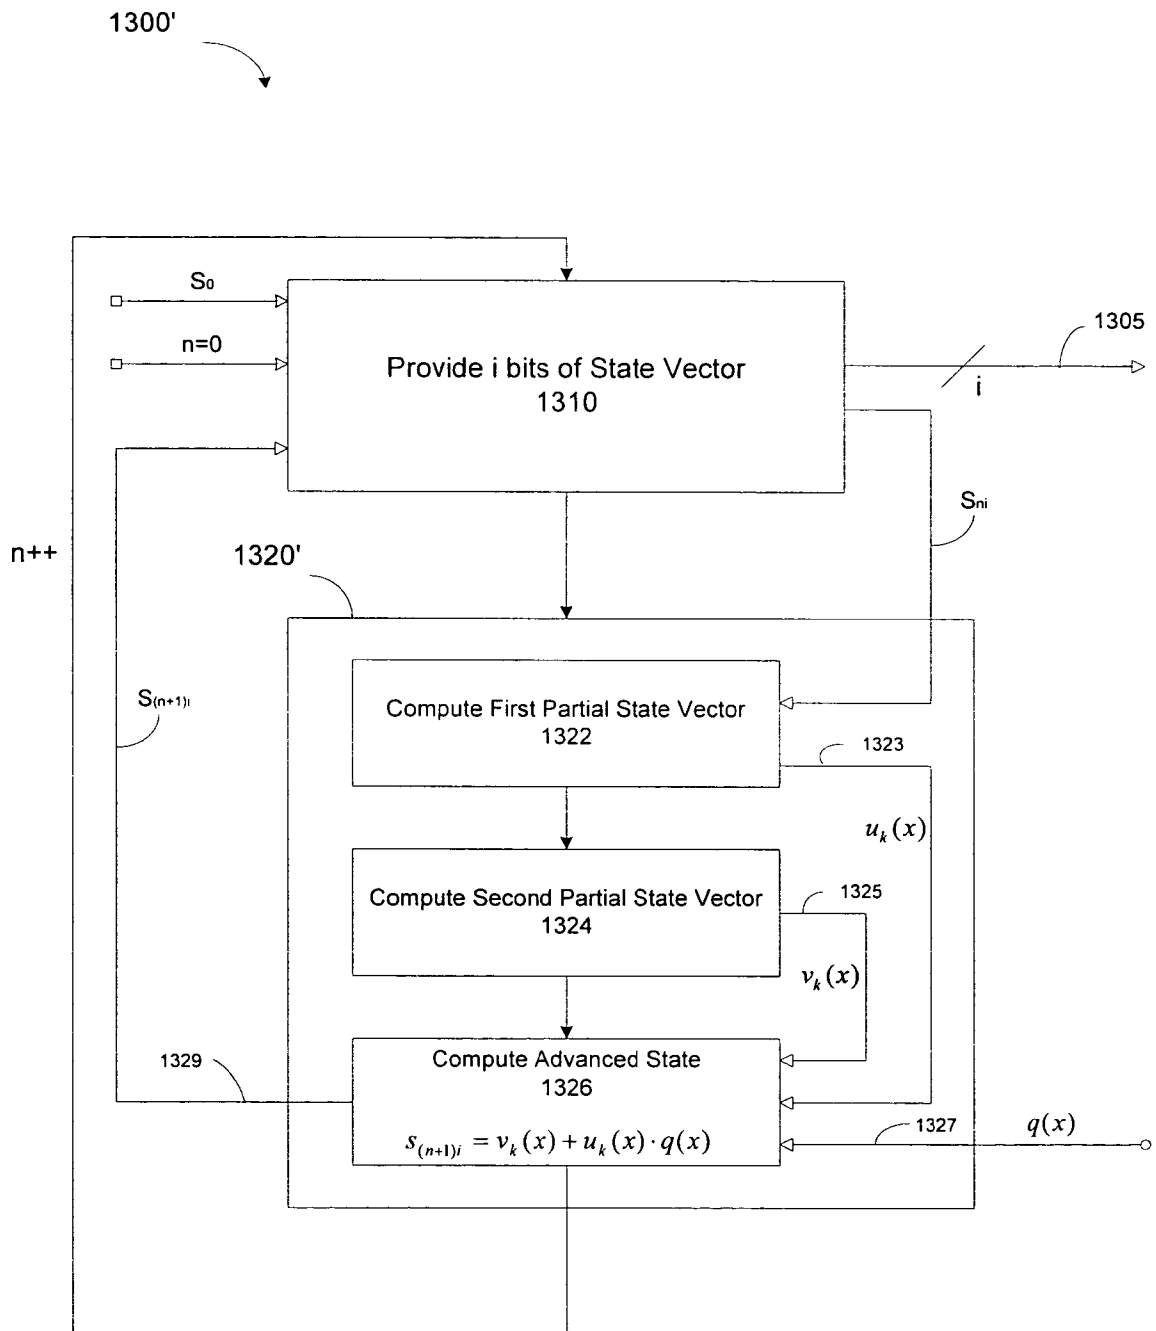 1300'
S₀
n=0
Provide i bits of State Vector
1310
1305
i
Sₙᵢ
n++
1320'
S₍ₙ₊₁₎ᵢ
Compute First Partial State Vector
1322
1323
uₖ(x)
Compute Second Partial State Vector
1324
1325
vₖ(x)
1329
Compute Advanced State
1326
s₍ₙ₊₁₎ᵢ = vₖ(x) + uₖ(x) · q(x)
1327
q(x)